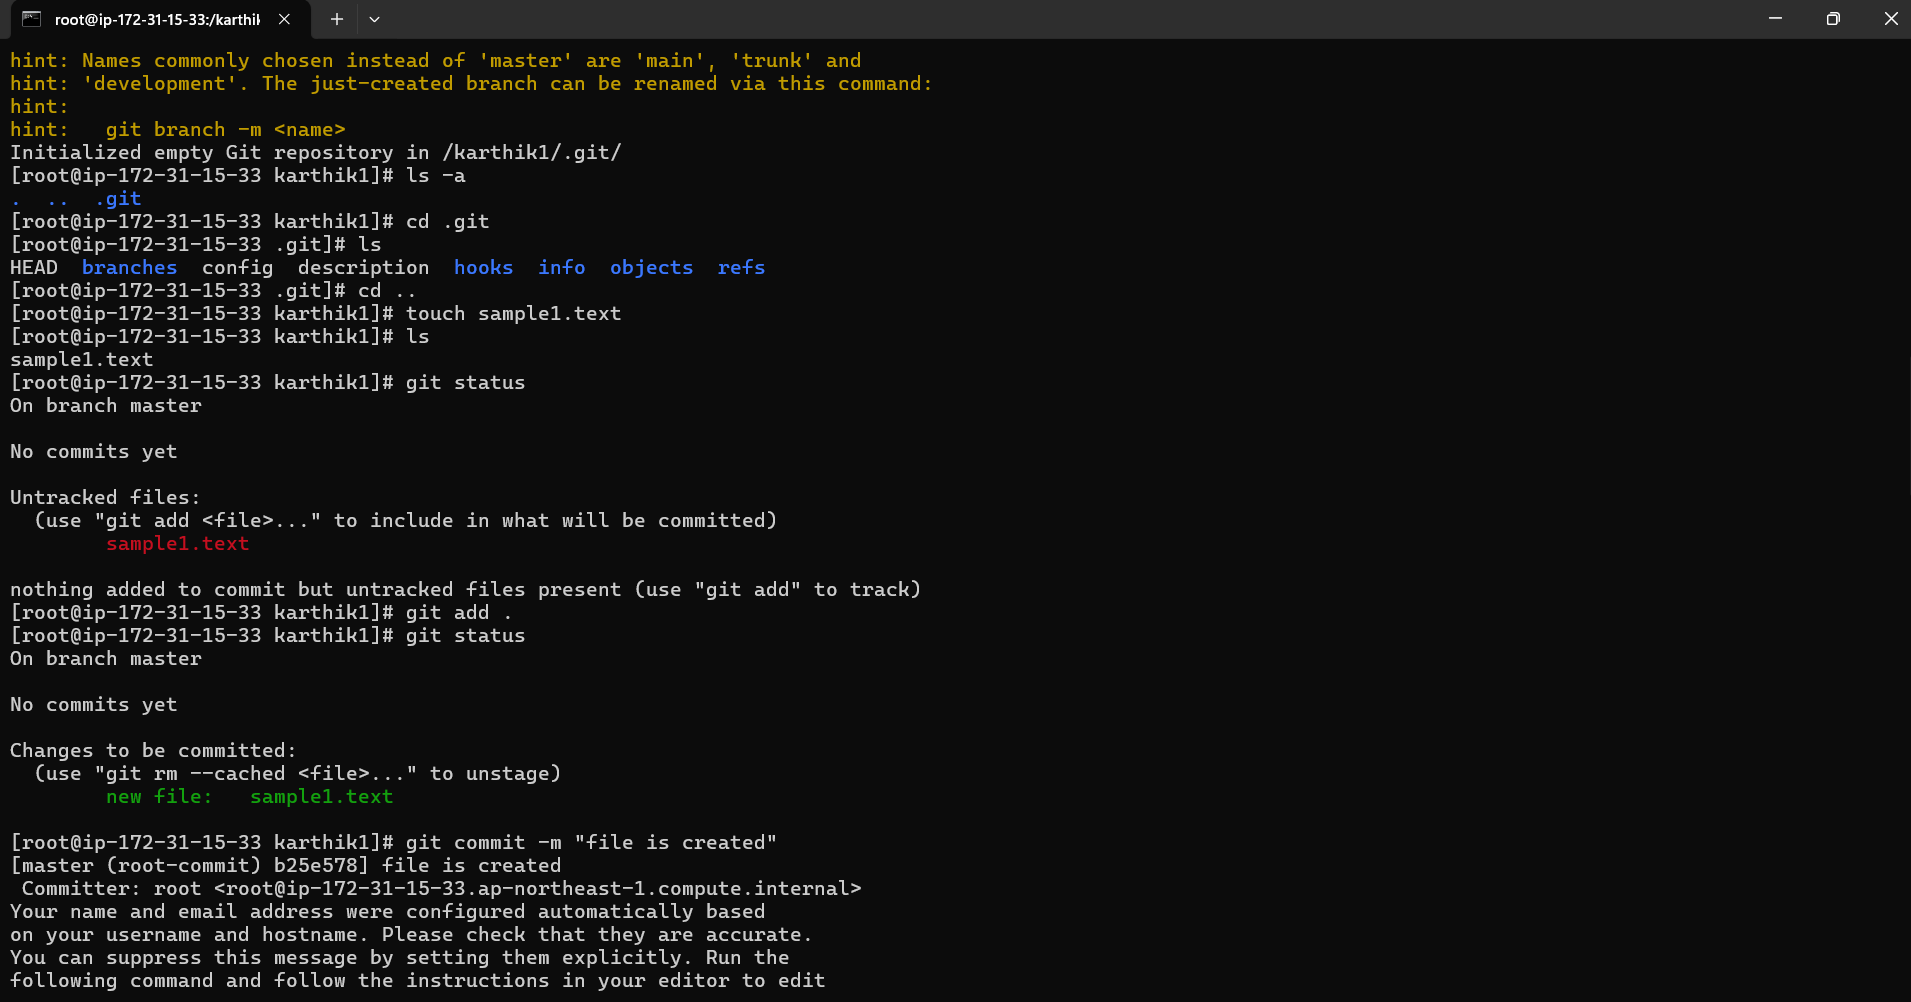 root@ip-172-31-15-33:/karthik
hint: Names commonly chosen instead of 'master' are 'main', 'trunk' and
hint: 'development'. The just-created branch can be renamed via this command:
hint:
hint:   git branch -m <name>
Initialized empty Git repository in /karthik1/.git/
[root@ip-172-31-15-33 karthik1]# ls -a
.  ..  .git
[root@ip-172-31-15-33 karthik1]# cd .git
[root@ip-172-31-15-33 .git]# ls
HEAD  branches  config  description  hooks  info  objects  refs
[root@ip-172-31-15-33 .git]# cd ..
[root@ip-172-31-15-33 karthik1]# touch sample1.text
[root@ip-172-31-15-33 karthik1]# ls
sample1.text
[root@ip-172-31-15-33 karthik1]# git status
On branch master
No commits yet
Untracked files:
  (use "git add <file>..." to include in what will be committed)
        sample1.text
nothing added to commit but untracked files present (use "git add" to track)
[root@ip-172-31-15-33 karthik1]# git add .
[root@ip-172-31-15-33 karthik1]# git status
On branch master
No commits yet
Changes to be committed:
  (use "git rm --cached <file>..." to unstage)
        new file:   sample1.text
[root@ip-172-31-15-33 karthik1]# git commit -m "file is created"
[master (root-commit) b25e578] file is created
 Committer: root <root@ip-172-31-15-33.ap-northeast-1.compute.internal>
Your name and email address were configured automatically based
on your username and hostname. Please check that they are accurate.
You can suppress this message by setting them explicitly. Run the
following command and follow the instructions in your editor to edit